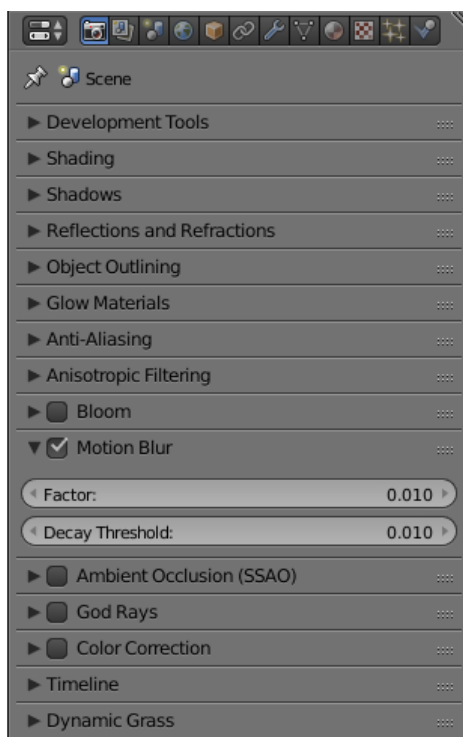 Scene
Development Tools
Shading
Shadows
Reflections and Refractions
Object Outlining
Glow Materials
Anti-Aliasing
Anisotropic Filtering
Bloom
Motion Blur
Factor: 0.010
Decay Threshold: 0.010
Ambient Occlusion (SSAO)
God Rays
Color Correction
Timeline
Dynamic Grass